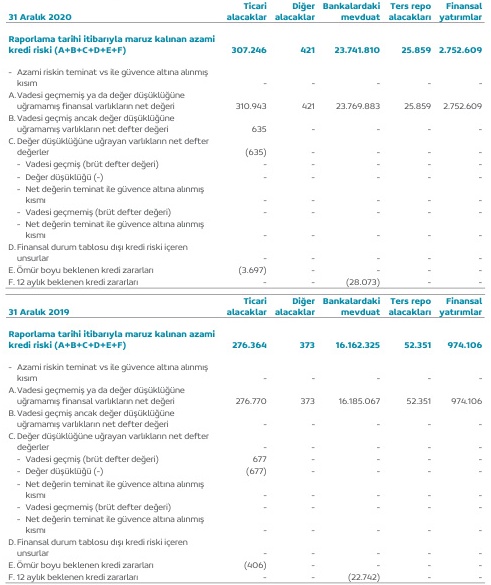 31 Aralık 2020 Ticari alacaklar Diğer alacaklar Bankalardaki mevduat Ters repo alacakları Finansal yatırımlar
Raporlama tarihi itibarıyla maruz kalınan azami
kredi riski (A+B+C+D+E+F) 307.246 421 23.741.810 25.859 2.752.609
- Azami riskin teminat vs ile güvence altına alınmış
kısım - - - - -
A. Vadesi geçmemiş ya da değer düşüklüğüne
uğramamış finansal varlıkların net değeri 310.943 421 23.769.883 25.859 2.752.609
B. Vadesi geçmiş ancak değer düşüklüğüne
uğramamış varlıkların net defter değeri 635 - - - -
C. Değer düşüklüğüne uğrayan varlıkların net defter
değerler (635) - - - -
- Vadesi geçmiş (brüt defter değeri) - - - - -
- Değer düşüklüğü (-) - - - - -
- Net değerin teminat ile güvence altına alınmış
kısmı - - - - -
- Vadesi geçmemiş (brüt defter değeri) - - - - -
- Net değerin teminat ile güvence altına alınmış
kısmı - - - - -
D. Finansal durum tablosu dışı kredi riski içeren
unsurlar - - - - -
E. Ömür boyu beklenen kredi zararları (3.697) - - - -
F. 12 aylık beklenen kredi zararları - - (28.073) - -
31 Aralık 2019 Ticari alacaklar Diğer alacaklar Bankalardaki mevduat Ters repo alacakları Finansal yatırımlar
Raporlama tarihi itibarıyla maruz kalınan azami
kredi riski (A+B+C+D+E+F) 276.364 373 16.162.325 52.351 974.106
- Azami riskin teminat vs ile güvence altına alınmış
kısım - - - - -
A. Vadesi geçmemiş ya da değer düşüklüğüne
uğramamış finansal varlıkların net değeri 276.770 373 16.185.067 52.351 974.106
B. Vadesi geçmiş ancak değer düşüklüğüne
uğramamış varlıkların net defter değeri - - - - -
C. Değer düşüklüğüne uğrayan varlıkların net defter
değerler - - - - -
- Vadesi geçmiş (brüt defter değeri) 677 - - - -
- Değer düşüklüğü (-) (677) - - - -
- Net değerin teminat ile güvence altına alınmış
kısmı - - - - -
- Vadesi geçmemiş (brüt defter değeri) - - - - -
- Net değerin teminat ile güvence altına alınmış
kısmı - - - - -
D. Finansal durum tablosu dışı kredi riski içeren
unsurlar - - - - -
E. Ömür boyu beklenen kredi zararları (406) - - - -
F. 12 aylık beklenen kredi zararları - - (22.742) - -